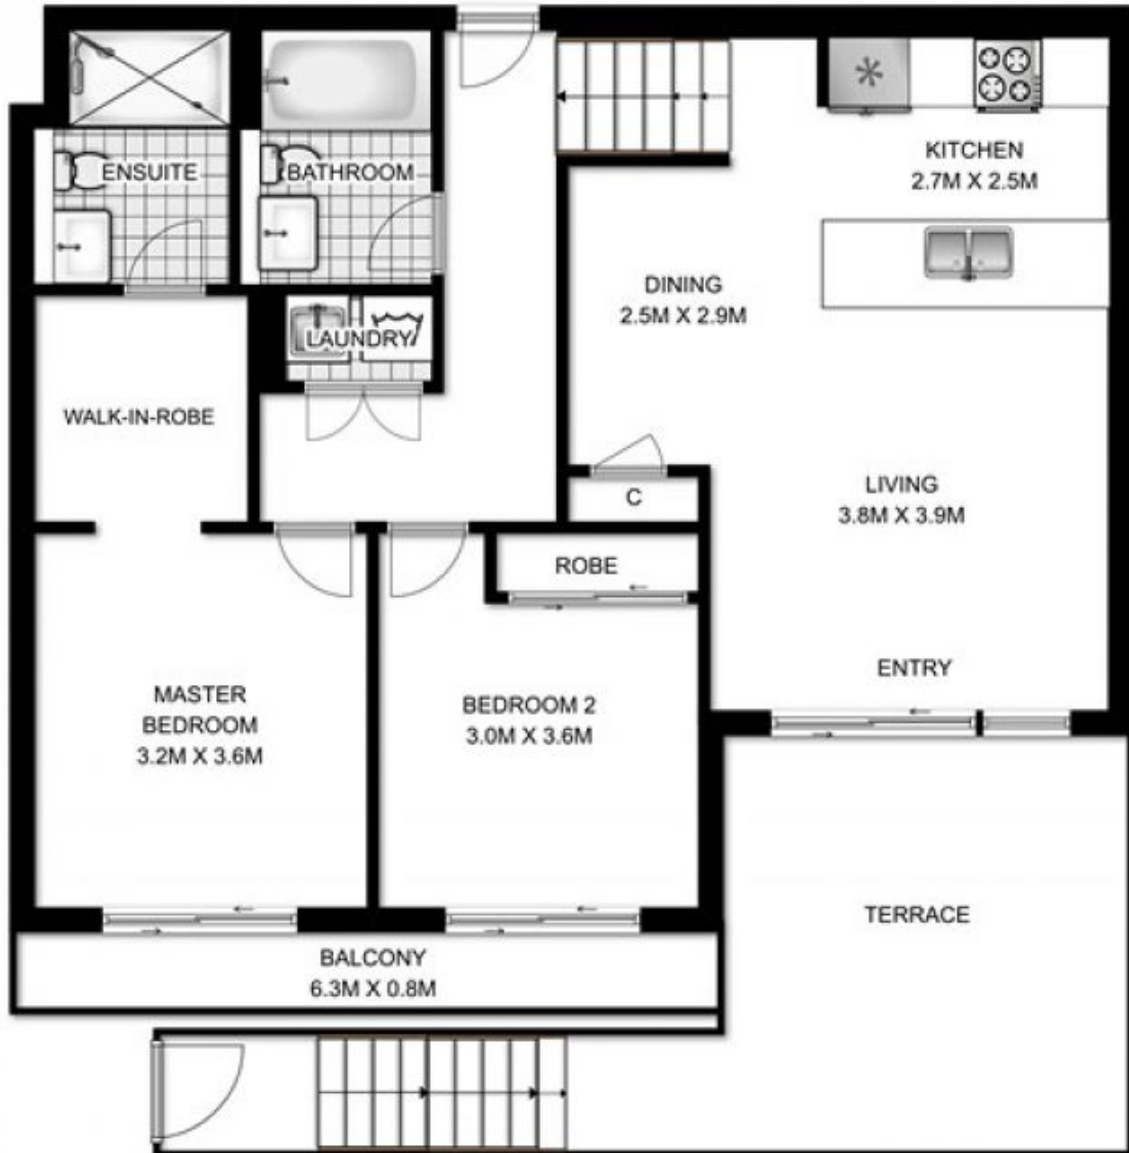 ENSUITE
BATHROOM
KITCHEN
2.7M X 2.5M
DINING
2.5M X 2.9M
LAUNDRY
WALK-IN-ROBE
C
LIVING
3.8M X 3.9M
ROBE
ENTRY
MASTER
BEDROOM
3.2M X 3.6M
BEDROOM 2
3.0M X 3.6M
TERRACE
BALCONY
6.3M X 0.8M